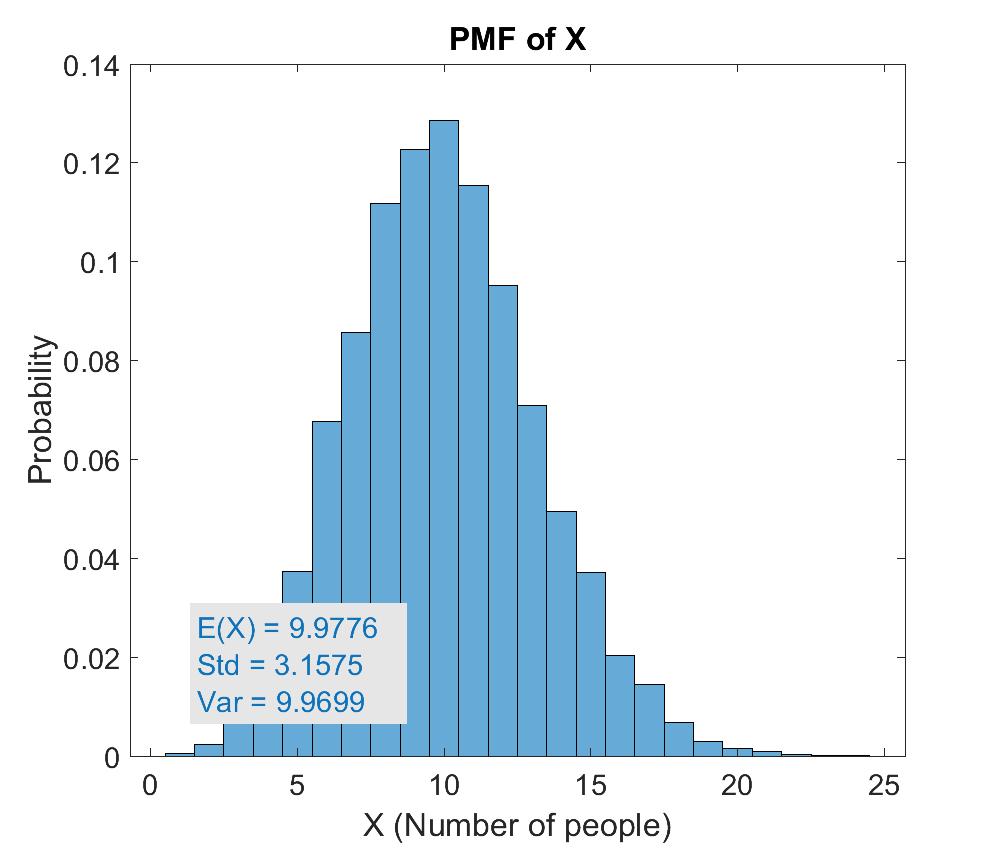 PMF of X
0.14
0.12
0.1
0.08
0.06
0.04
0.02
0
Probability
E(X) = 9.9776
Std = 3.1575
Var = 9.9699
0 5 10 15 20 25
X (Number of people)